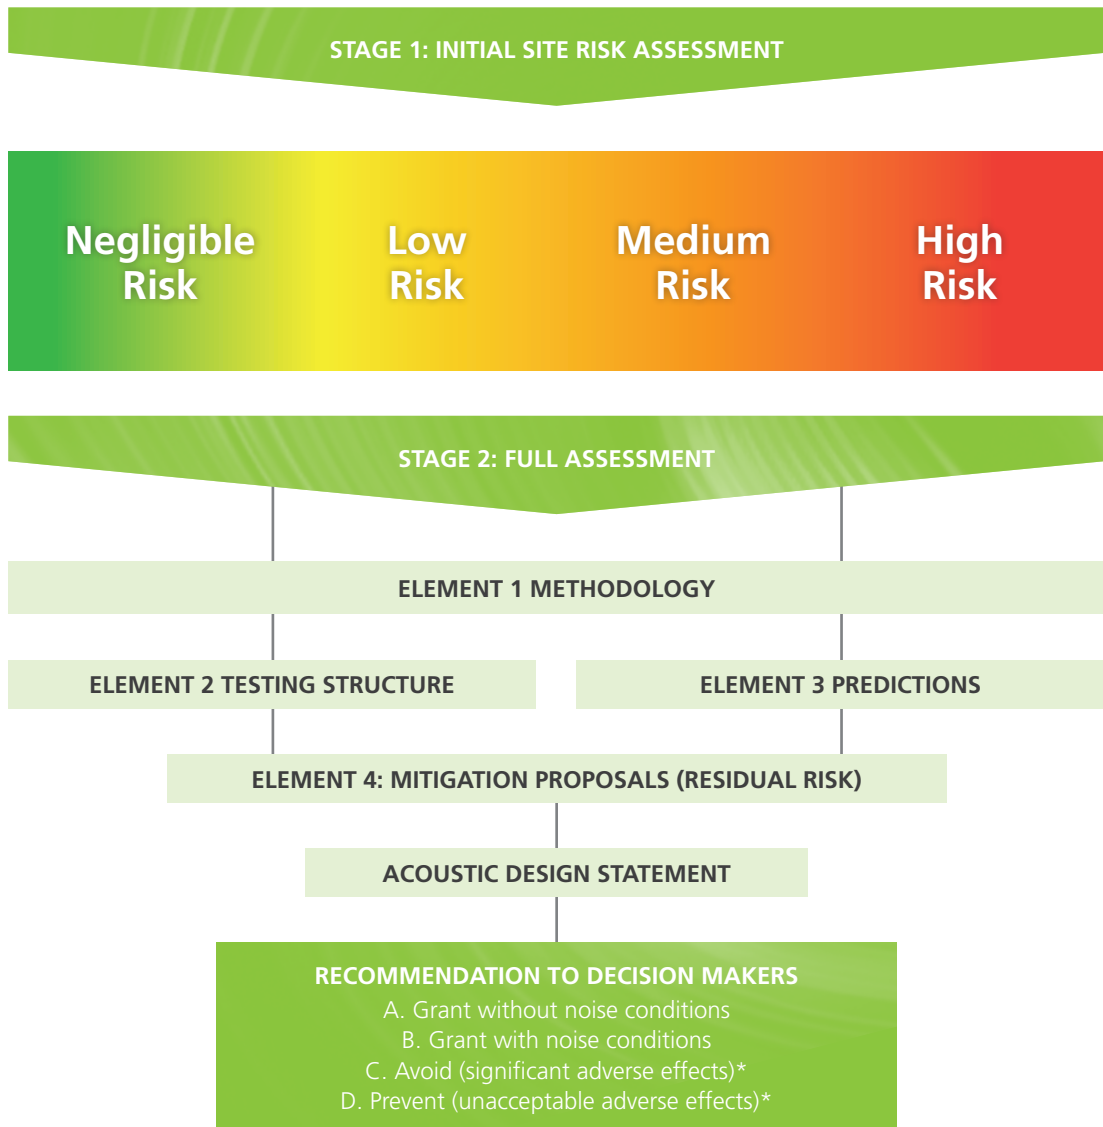 STAGE 1: INITIAL SITE RISK ASSESSMENT
Negligible
Risk
Low
Risk
Medium
Risk
High
Risk
STAGE 2: FULL ASSESSMENT
ELEMENT 1 METHODOLOGY
ELEMENT 2 TESTING STRUCTURE
ELEMENT 3 PREDICTIONS
ELEMENT 4: MITIGATION PROPOSALS (RESIDUAL RISK)
ACOUSTIC DESIGN STATEMENT
RECOMMENDATION TO DECISION MAKERS
A. Grant without noise conditions
B. Grant with noise conditions
C. Avoid (significant adverse effects)*
D. Prevent (unacceptable adverse effects)*